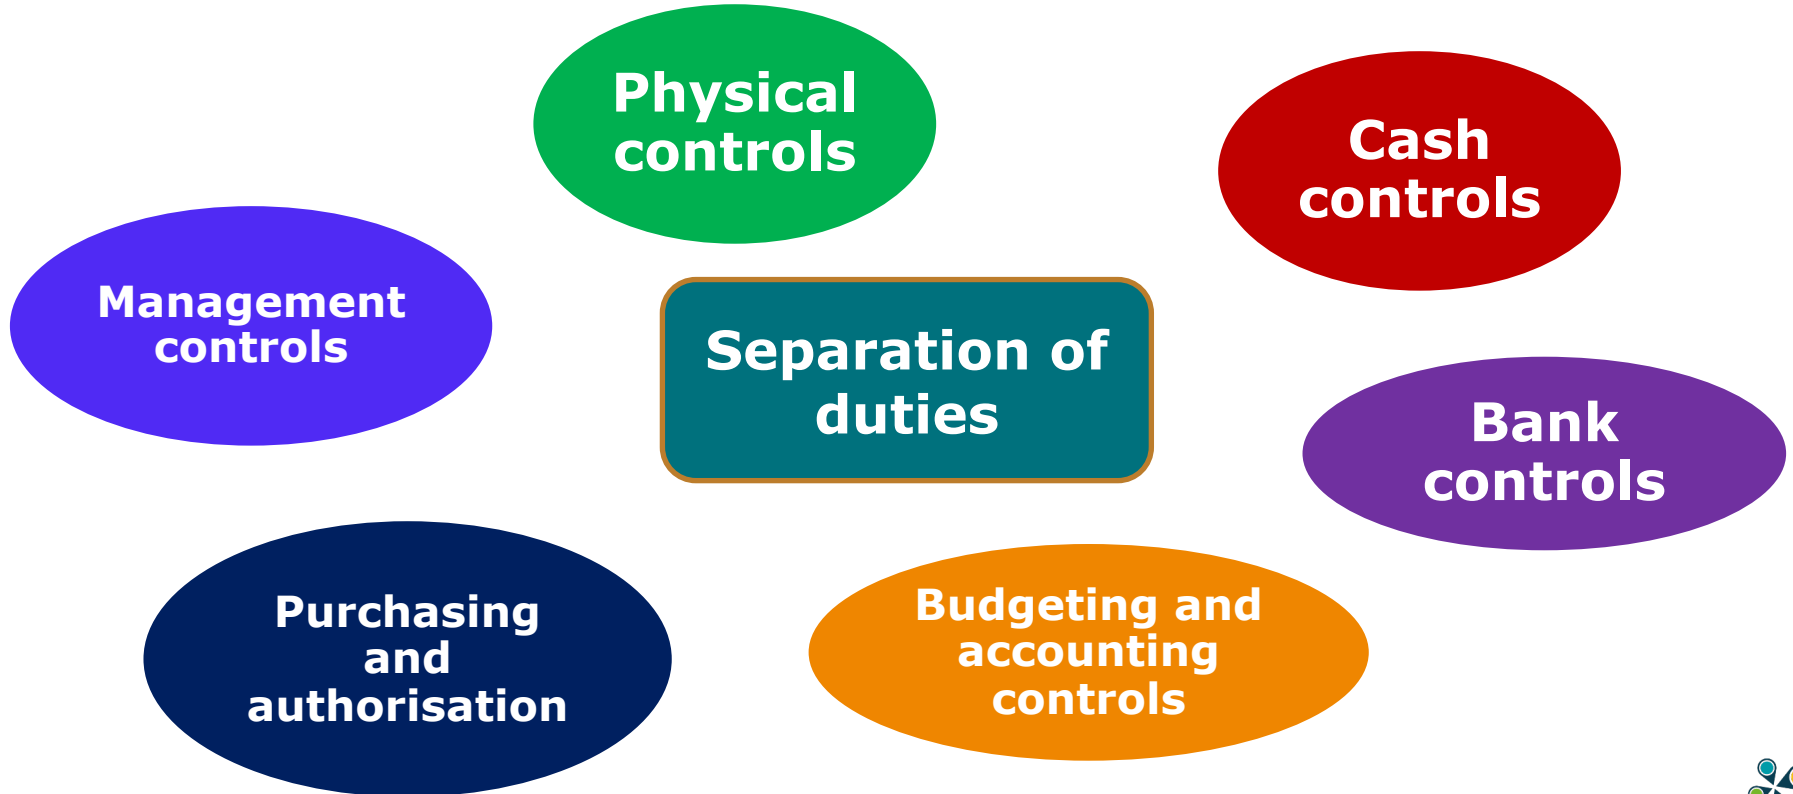 Physical
controls
Cash
controls
Management
controls
Separation of
duties
Bank
controls
Purchasing
and
authorisation
Budgeting and
accounting
controls